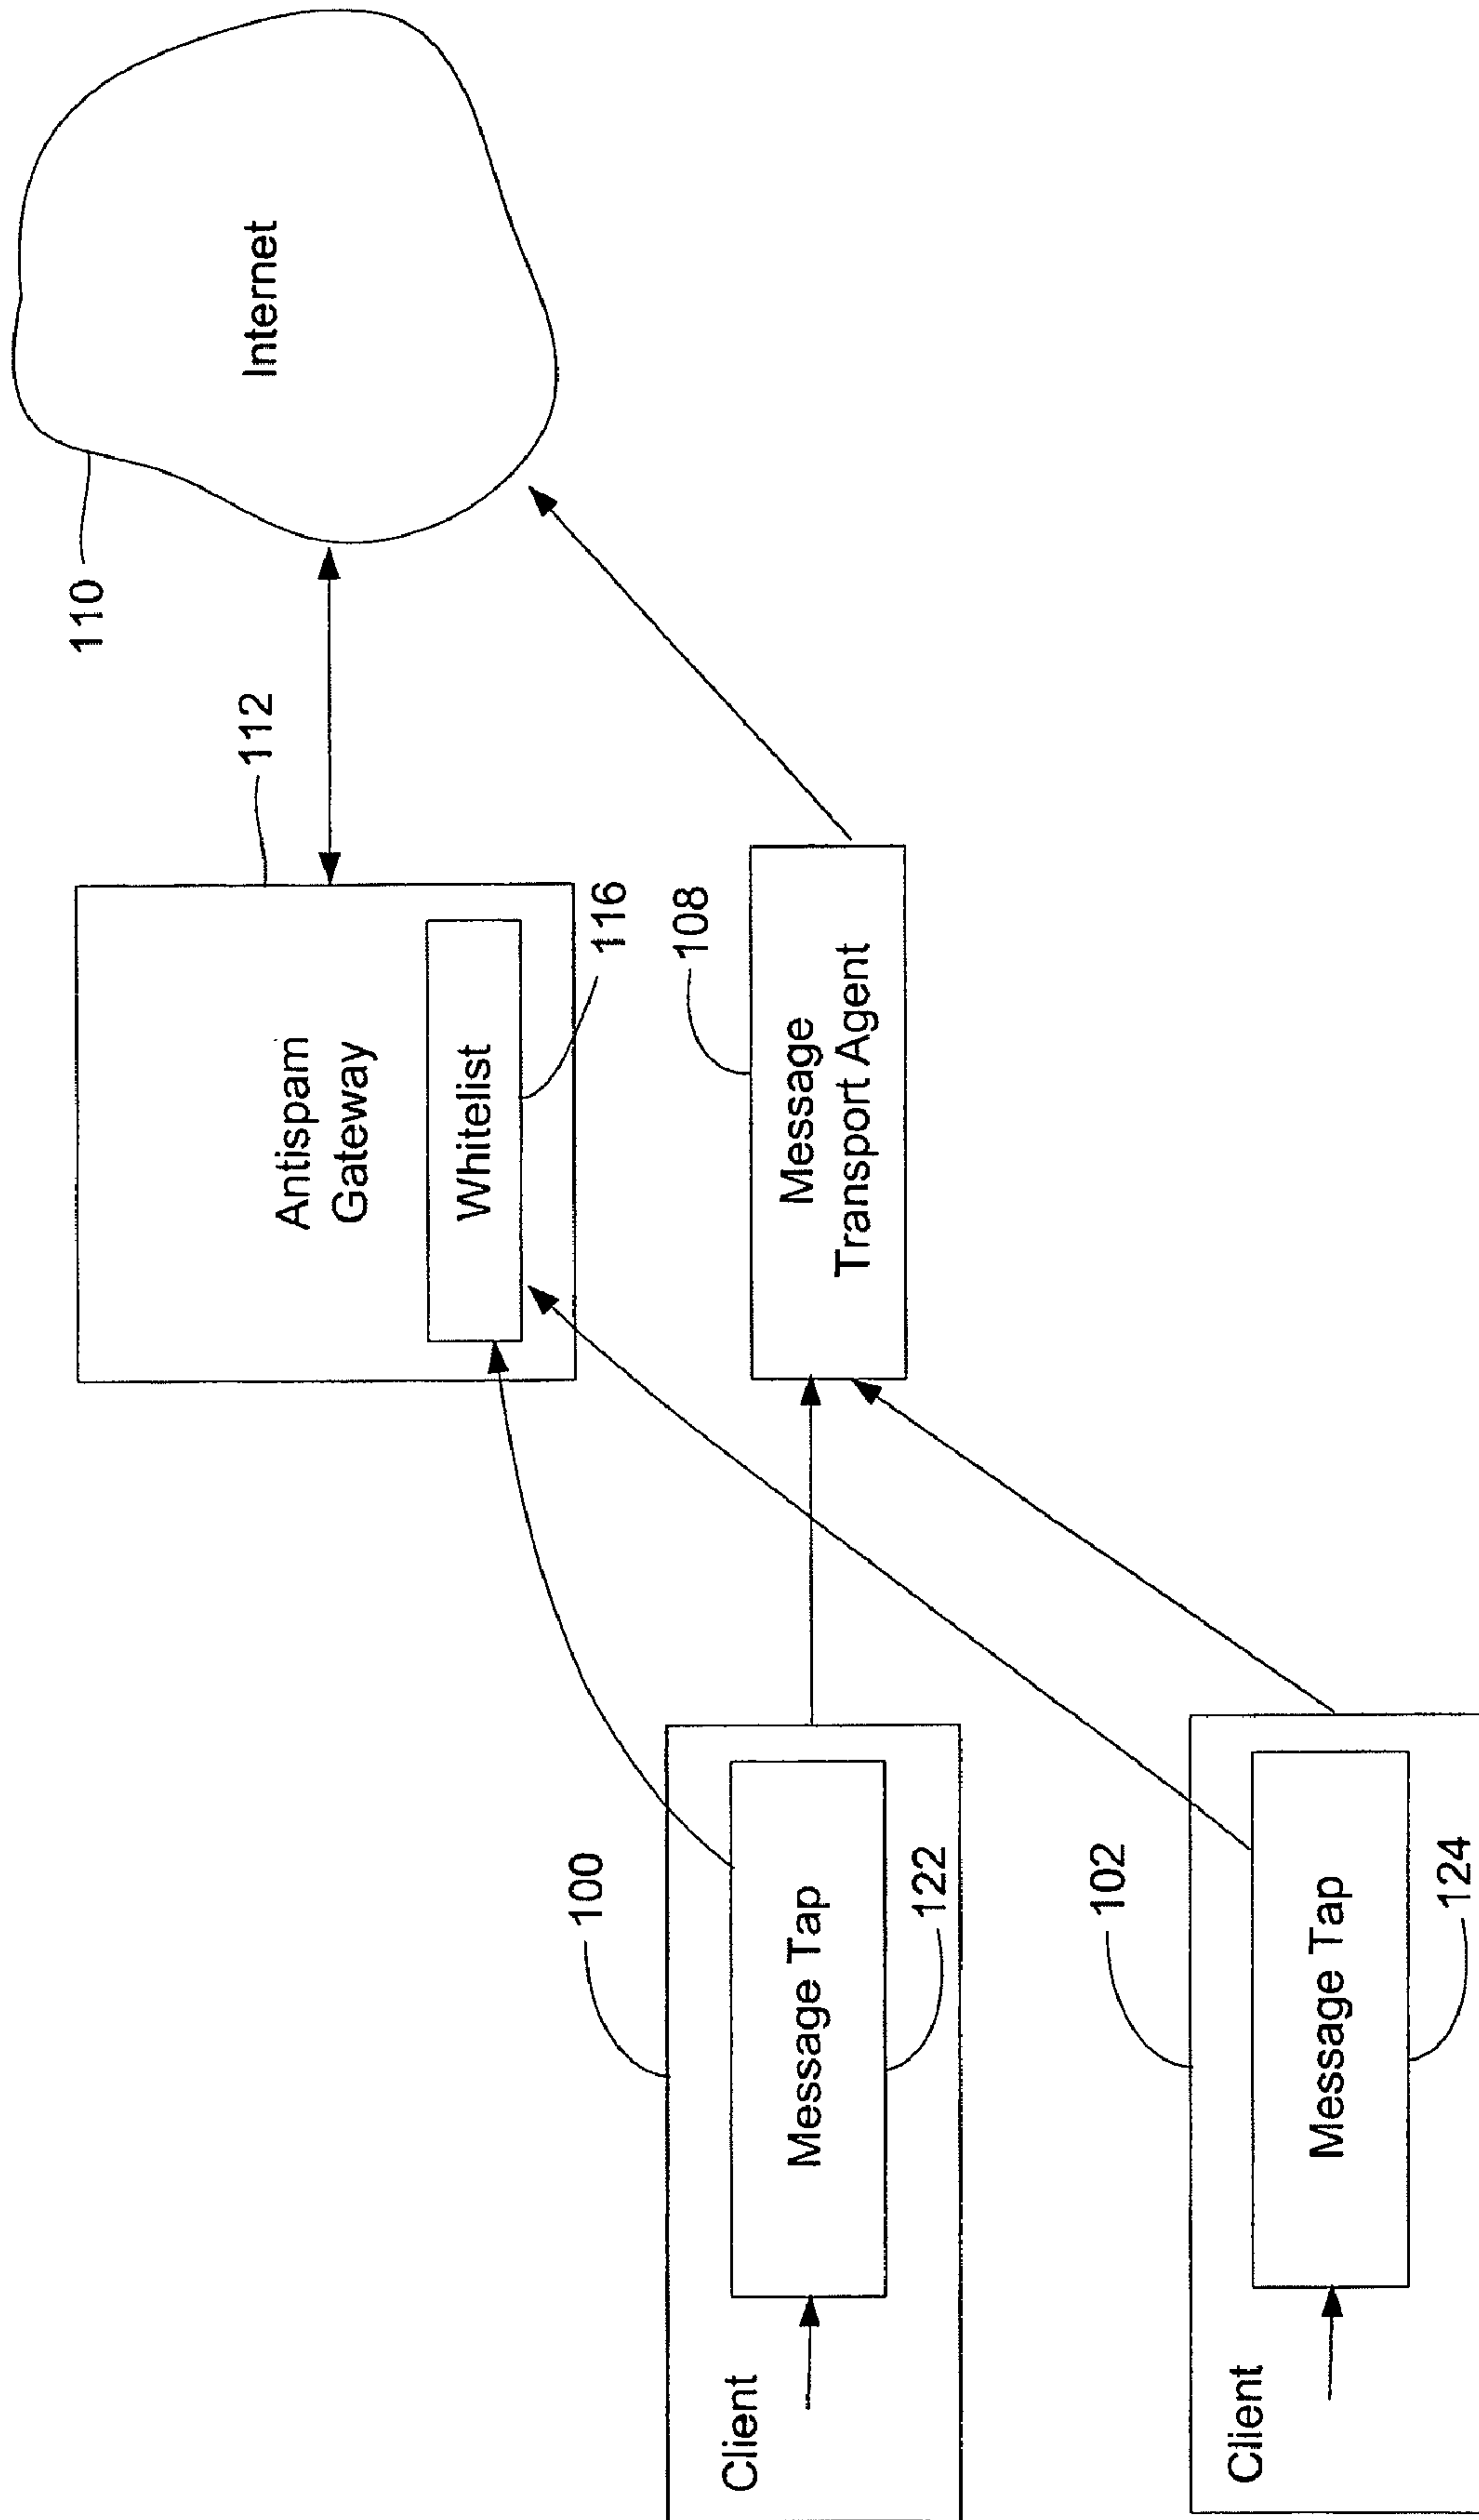 110
Internet
112
Antispam
Gateway
Whitelist
116
108
Message
Transport Agent
100
Client
Message Tap
122
102
Client
Message Tap
124